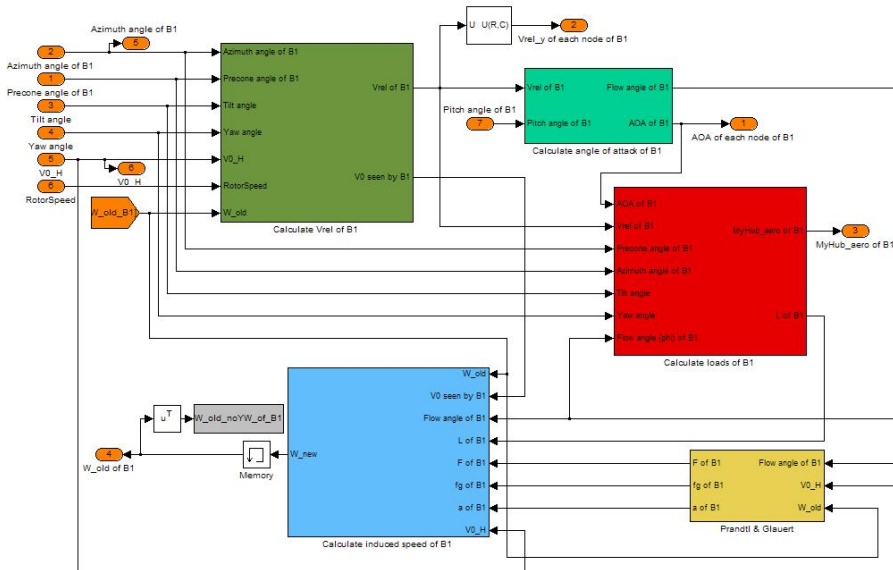 Azimuth angle of B1
5
2
Azimuth angle of B1
1
Precone angle of B1
3
Tilt angle
4
Yaw angle
5
V0_H
6
V0_H
6
RotorSpeed
W_old_B1
Azimuth angle of B1
Precone angle of B1
Tilt angle
Yaw angle
V0_H
RotorSpeed
W_old
Vrel of B1
V0 seen by B1
Calculate Vrel of B1
U U(R,C)
2
Vrel_y of each node of B1
Pitch angle of B1
7
Vrel of B1
Pitch angle of B1
Flow angle of B1
AOA of B1
Calculate angle of attack of B1
1
AOA of each node of B1
AOA of B1
Vrel of B1
Precone angle of B1
Azimuth angle of B1
Tilt angle
Yaw angle
Flow angle (phi) of B1
MyHub_aero of B1
L of B1
Calculate loads of B1
3
MyHub_aero of B1
W_old
V0 seen by B1
Flow angle of B1
L of B1
F of B1
fg of B1
a of B1
V0_H
W_new
Calculate induced speed of B1
uT
W_old_noYW_of_B1
4
W_old of B1
Memory
F of B1
fg of B1
a of B1
Flow angle of B1
V0_H
W_old
Prandtl & Glauert